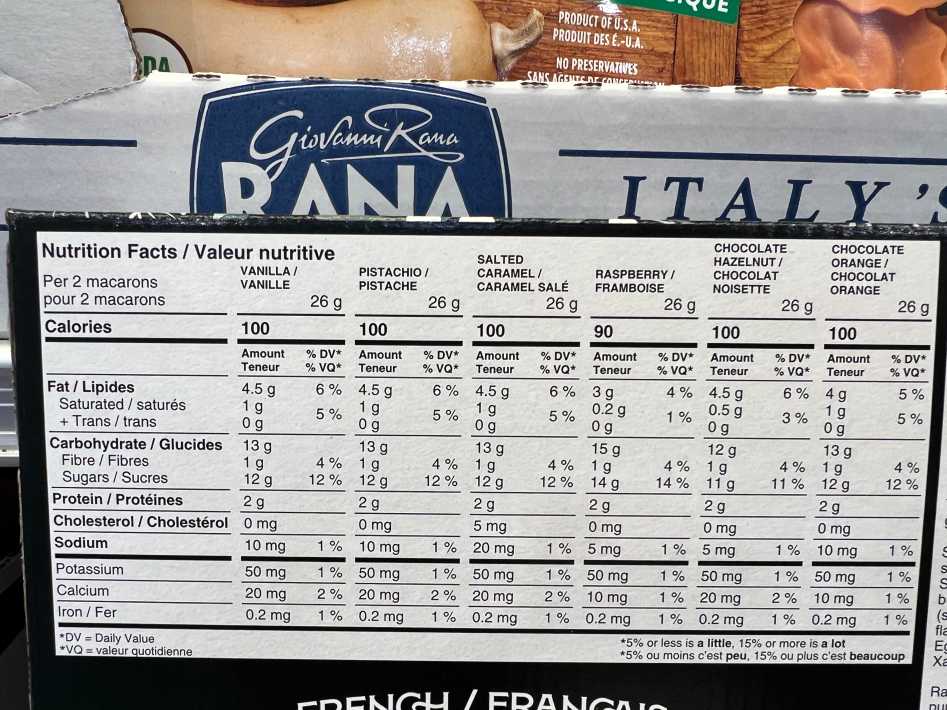 QUE
PRODUCT OF U.S.A.
PRODUIT DES É.-U.A.
NO PRESERVATIVES
SANS AGENTS DE
DA
Giovanni Rana
RANA
ITALY'S
Nutrition Facts / Valeur nutritive
Per 2 macarons
pour 2 macarons
VANILLA /
VANILLE
26 g
PISTACHIO /
PISTACHE
26 g
SALTED
CARAMEL /
CARAMEL SALÉ
26 g
RASPBERRY /
FRAMBOISE
26 g
CHOCOLATE
HAZELNUT /
CHOCOLAT
NOISETTE
26 g
CHOCOLATE
ORANGE /
CHOCOLAT
ORANGE
26 g
Calories 100 100 100 90 100 100
Amount % DV* Amount % DV* Amount % DV* Amount % DV* Amount % DV* Amount % DV*
Teneur % VQ* Teneur % VQ* Teneur % VQ* Teneur % VQ* Teneur % VQ* Teneur % VQ*
Fat / Lipides 4.5 g 6 % 4.5 g 6 % 4.5 g 6 % 3 g 4 % 4.5 g 6 % 4 g 5 %
Saturated / saturés 1 g 5 % 1 g 5 % 1 g 5 % 0.2 g 1 % 0.5 g 3 % 1 g 5 %
+ Trans / trans 0 g 0 g 0 g 0 g 0 g 0 g
Carbohydrate / Glucides 13 g 13 g 13 g 15 g 12 g 13 g
Fibre / Fibres 1 g 4 % 1 g 4 % 1 g 4 % 1 g 4 % 1 g 4 % 1 g 4 %
Sugars / Sucres 12 g 12 % 12 g 12 % 12 g 12 % 14 g 14 % 11 g 11 % 12 g 12 %
Protein / Protéines 2 g 2 g 2 g 2 g 2 g 2 g
Cholesterol / Cholestérol 0 mg 0 mg 5 mg 0 mg 0 mg 0 mg
Sodium 10 mg 1 % 10 mg 1 % 20 mg 1 % 5 mg 1 % 5 mg 1 % 10 mg 1 %
Potassium 50 mg 1 % 50 mg 1 % 50 mg 1 % 50 mg 1 % 50 mg 1 % 50 mg 1 %
Calcium 20 mg 2 % 20 mg 2 % 20 mg 2 % 10 mg 1 % 20 mg 2 % 10 mg 1 %
Iron / Fer 0.2 mg 1 % 0.2 mg 1 % 0.2 mg 1 % 0.2 mg 1 % 0.2 mg 1 % 0.2 mg 1 %
*DV = Daily Value
*VQ = valeur quotidienne
*5% or less is a little, 15% or more is a lot
*5% ou moins c'est peu, 15% ou plus c'est beaucoup
FRENCH / FRANÇAIS